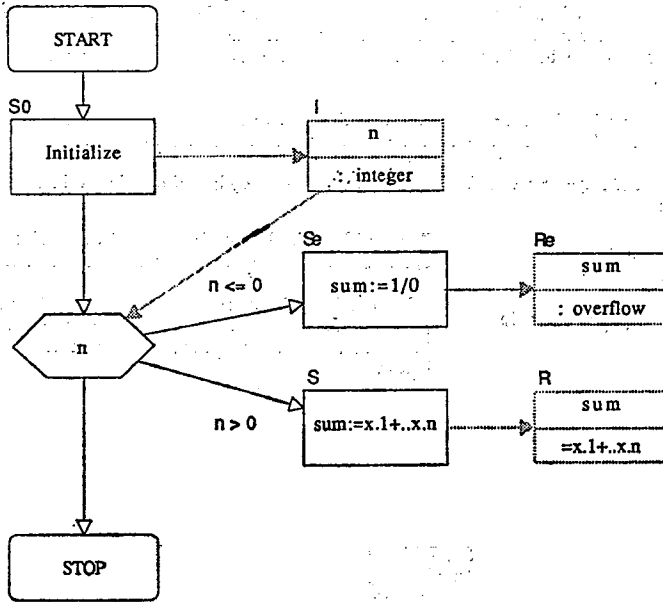 START
S0
I
Initialize
n
: integer
Se
Re
n <= 0
sum:=1/0
sum
: overflow
n
S
R
n > 0
sum:=x.1+..x.n
sum
=x.1+..x.n
STOP